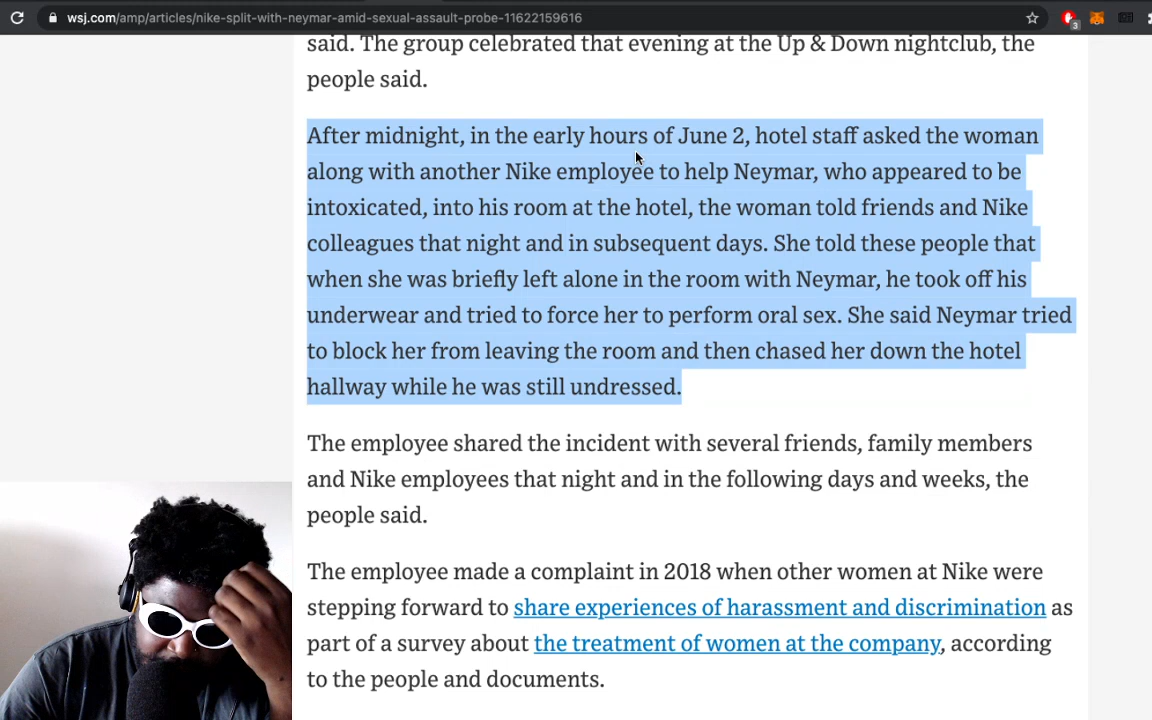 wsj.com/amp/articles/nike-split-with-neymar-amid-sexual-assault-probe-11622159616
3
said. The group celebrated that evening at the Up & Down nightclub, the
people said.
After midnight, in the early hours of June 2, hotel staff asked the woman
along with another Nike employee to help Neymar, who appeared to be
intoxicated, into his room at the hotel, the woman told friends and Nike
colleagues that night and in subsequent days. She told these people that
when she was briefly left alone in the room with Neymar, he took off his
underwear and tried to force her to perform oral sex. She said Neymar tried
to block her from leaving the room and then chased her down the hotel
hallway while he was still undressed.
The employee shared the incident with several friends, family members
and Nike employees that night and in the following days and weeks, the
people said.
The employee made a complaint in 2018 when other women at Nike were
stepping forward to share experiences of harassment and discrimination as
part of a survey about the treatment of women at the company, according
to the people and documents.